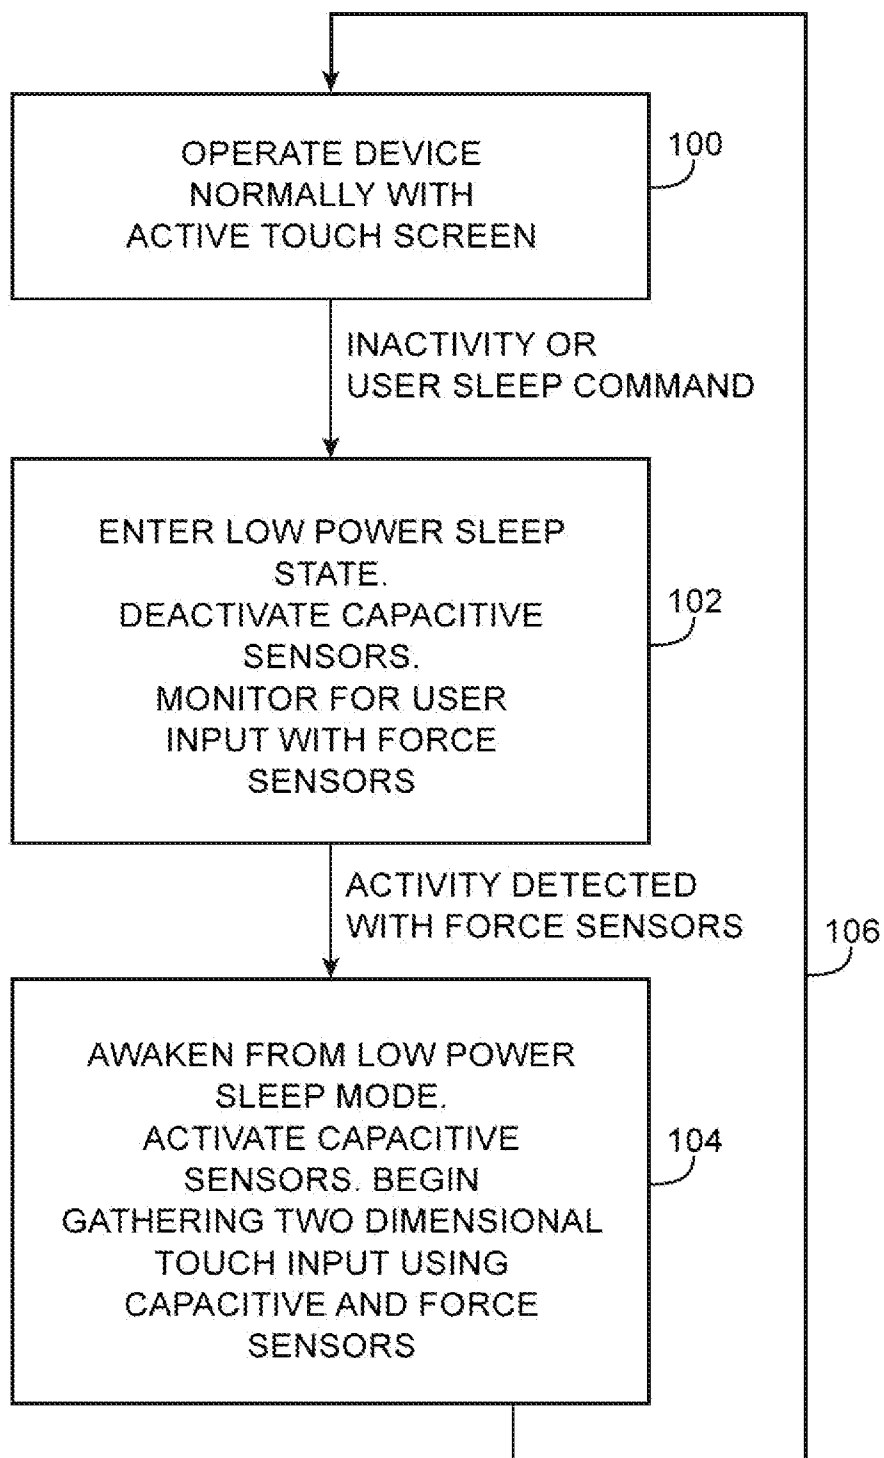 OPERATE DEVICE
NORMALLY WITH
ACTIVE TOUCH SCREEN
100
INACTIVITY OR
USER SLEEP COMMAND
ENTER LOW POWER SLEEP
STATE.
DEACTIVATE CAPACITIVE
SENSORS.
MONITOR FOR USER
INPUT WITH FORCE
SENSORS
102
ACTIVITY DETECTED
WITH FORCE SENSORS
106
AWAKEN FROM LOW POWER
SLEEP MODE.
ACTIVATE CAPACITIVE
SENSORS. BEGIN
GATHERING TWO DIMENSIONAL
TOUCH INPUT USING
CAPACITIVE AND FORCE
SENSORS
104